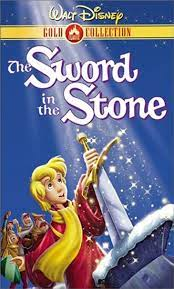 WALT DISNEY
GOLD COLLECTION
The Sword
in the
Stone